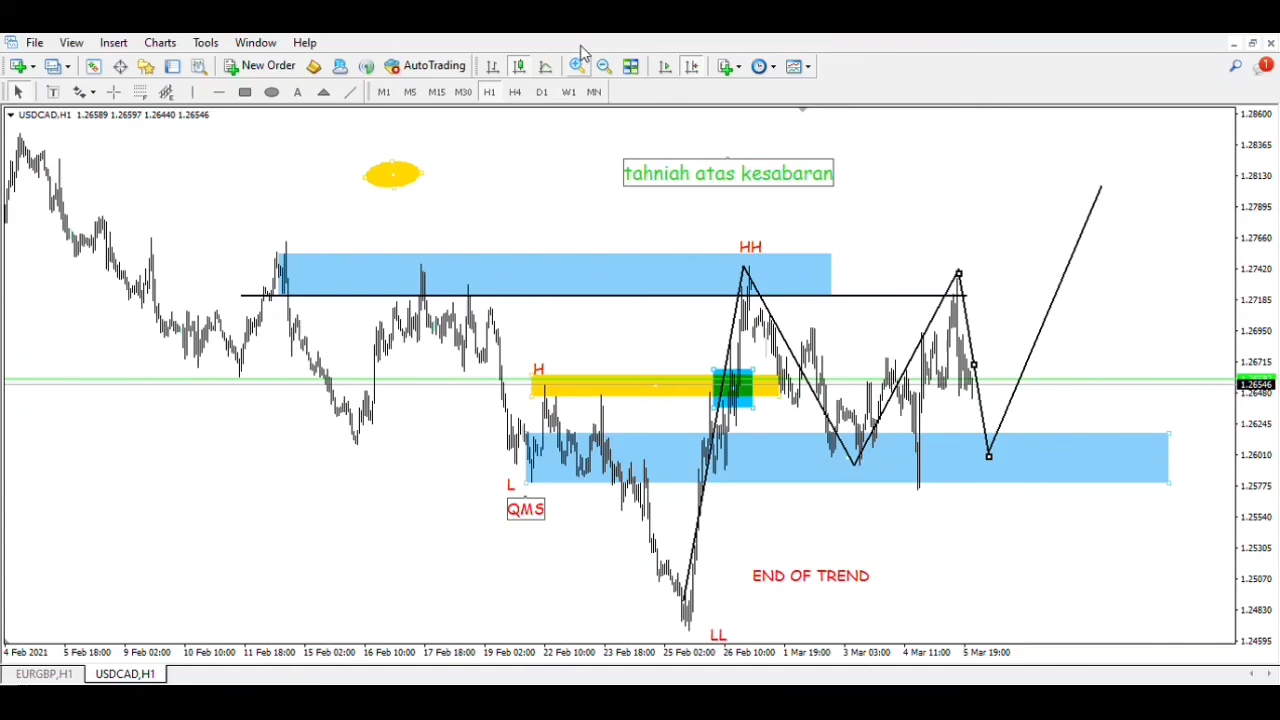 File View Insert Charts Tools Window Help
New Order AutoTrading 1
T A M1 M5 M15 M30 H1 H4 D1 W1 MN
USDCAD,H1 1.26589 1.26597 1.26440 1.26546
1.28600
1.28365
tahniah atas kesabaran
1.28130
1.27895
HH
1.27660
1.27420
1.27185
1.26950
H
1.26715
1.26546
1.26480
1.26245
1.26010
L
1.25775
QMS
1.25540
1.25305
END OF TREND
1.25070
1.24830
LL
1.24595
4 Feb 2021 5 Feb 19:00 9 Feb 02:00 10 Feb 10:00 11 Feb 18:00 15 Feb 02:00 16 Feb 10:00 17 Feb 18:00 19 Feb 02:00 22 Feb 10:00 23 Feb 18:00 25 Feb 02:00 26 Feb 10:00 1 Mar 19:00 3 Mar 03:00 4 Mar 11:00 5 Mar 19:00
EURGBP,H1 USDCAD,H1